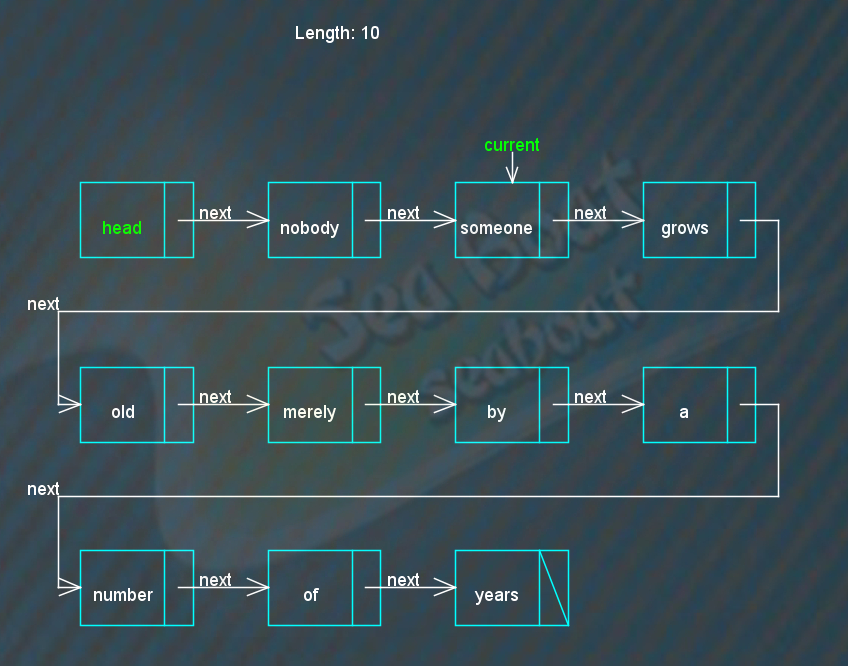 Length: 10
current
head next nobody next someone next grows
next
old next merely next by next a
next
number next of next years
Sea Boat
seaboat